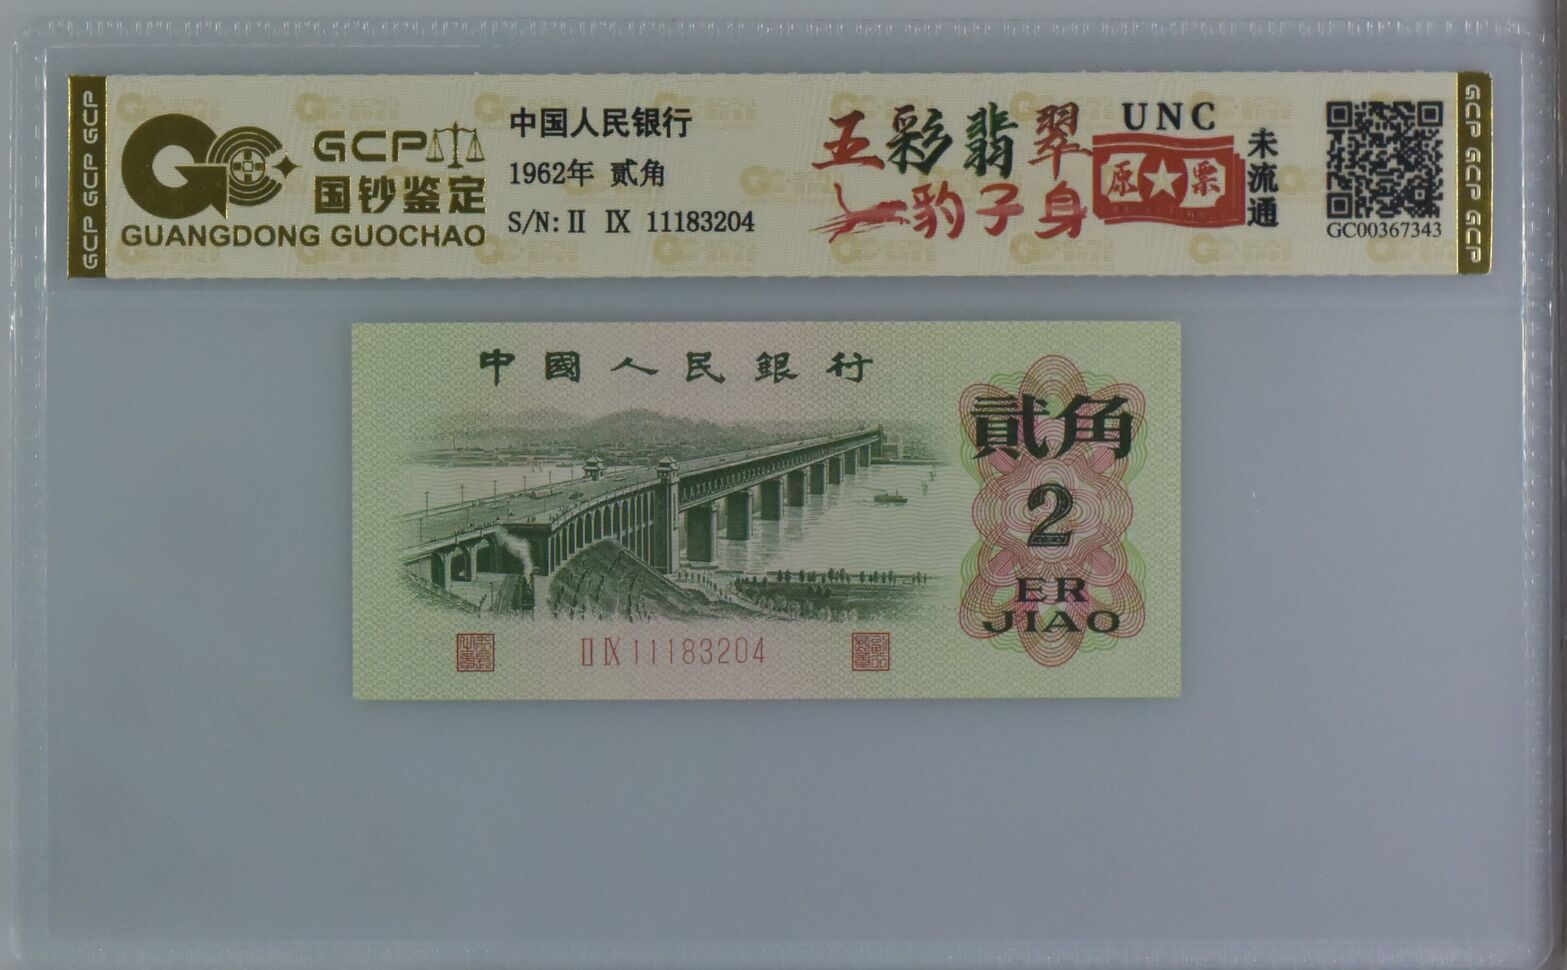 GCP GCP GCP
GCP
国钞鉴定
GUANGDONG GUOCHAO
中国人民银行
1962年 贰角
S/N: II IX 11183204
五彩翡翠
豹子身
UNC
原★票
未流通
GC00367343
GCP GCP GCP
中國人民銀行
貳角
2
ER
JIAO
II IX 11183204